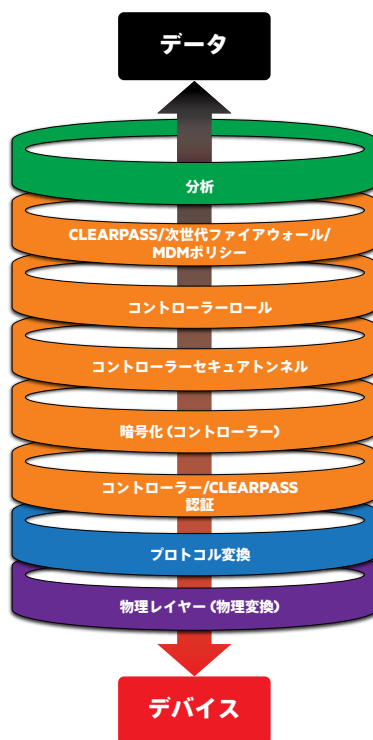 データ
分析
CLEARPASS/次世代ファイアウォール/
MDMポリシー
コントローラーロール
コントローラーセキュアトンネル
暗号化（コントローラー）
コントローラー/CLEARPASS
認証
プロトコル変換
物理レイヤー（物理変換）
デバイス